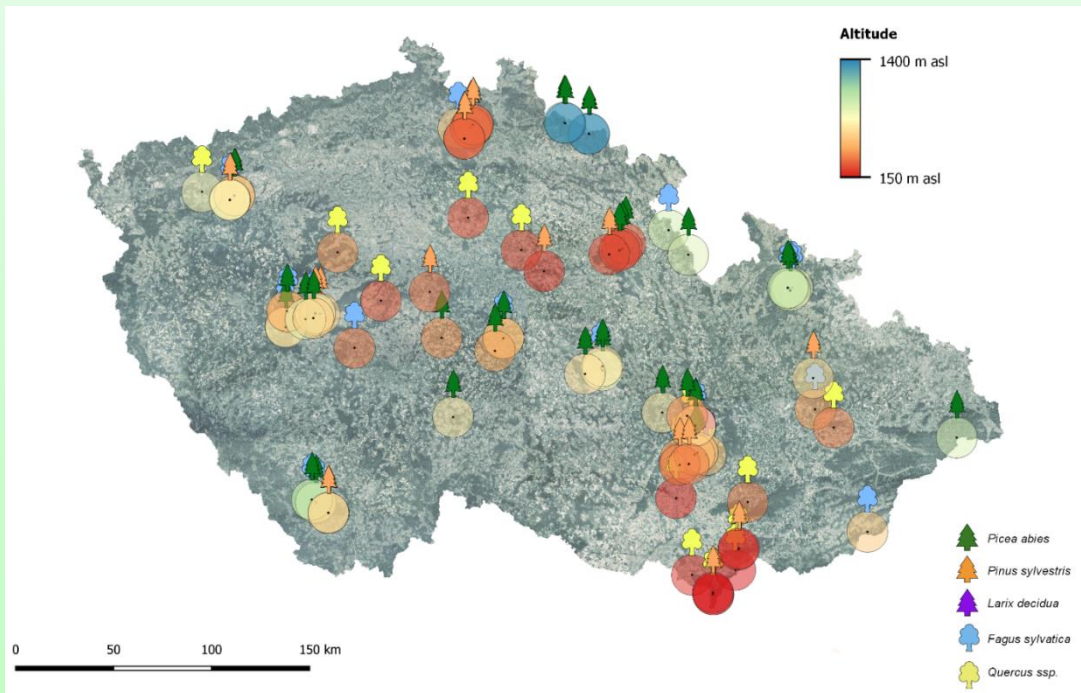 Altitude
1400 m asl
150 m asl
Picea abies
Pinus sylvestris
Larix decidua
Fagus sylvatica
Quercus ssp.
0 50 100 150 km